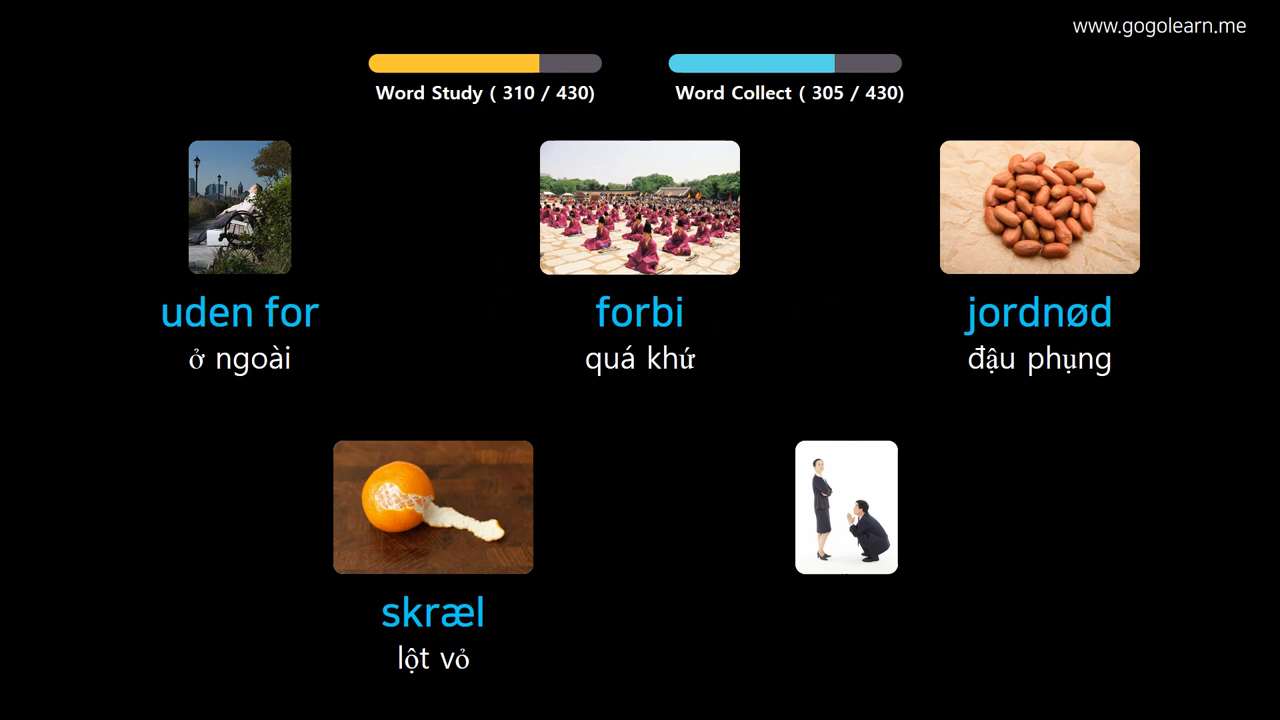 www.gogolearn.me
Word Study ( 310 / 430)
Word Collect ( 305 / 430)
uden for
ở ngoài
forbi
quá khứ
jordnød
đậu phụng
skræl
lột vỏ